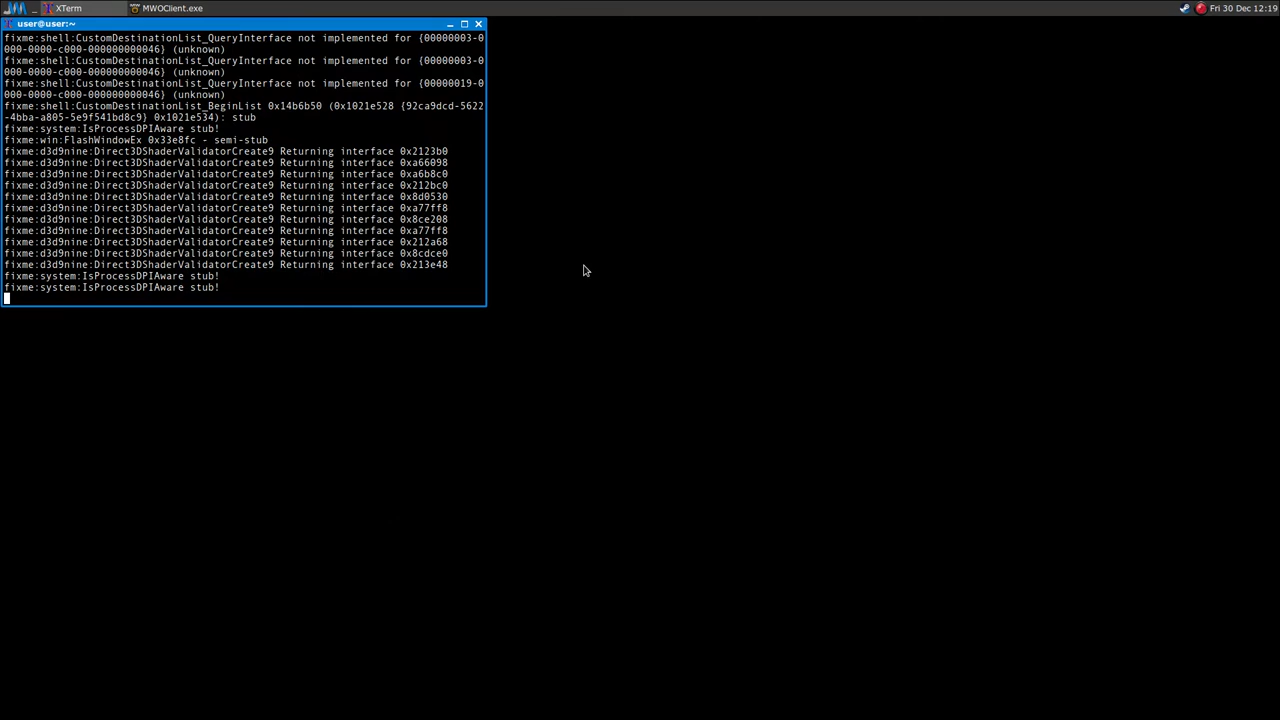 _ XTerm MWOClient.exe Fri 30 Dec 12:19
user@user:~
fixme:shell:CustomDestinationList_QueryInterface not implemented for {00000003-0
000-0000-c000-000000000046} (unknown)
fixme:shell:CustomDestinationList_QueryInterface not implemented for {00000003-0
000-0000-c000-000000000046} (unknown)
fixme:shell:CustomDestinationList_QueryInterface not implemented for {00000019-0
000-0000-c000-000000000046} (unknown)
fixme:shell:CustomDestinationList_BeginList 0x14b6b50 (0x1021e528 {92ca9dcd-5622
-4bba-a805-5e9f541bd8c9} 0x1021e534): stub
fixme:system:IsProcessDPIAware stub!
fixme:win:FlashWindowEx 0x33e8fc - semi-stub
fixme:d3d9nine:Direct3DShaderValidatorCreate9 Returning interface 0x2123b0
fixme:d3d9nine:Direct3DShaderValidatorCreate9 Returning interface 0xa66098
fixme:d3d9nine:Direct3DShaderValidatorCreate9 Returning interface 0xa6b8c0
fixme:d3d9nine:Direct3DShaderValidatorCreate9 Returning interface 0x212bc0
fixme:d3d9nine:Direct3DShaderValidatorCreate9 Returning interface 0x8d0530
fixme:d3d9nine:Direct3DShaderValidatorCreate9 Returning interface 0xa77ff8
fixme:d3d9nine:Direct3DShaderValidatorCreate9 Returning interface 0x8ce208
fixme:d3d9nine:Direct3DShaderValidatorCreate9 Returning interface 0xa77ff8
fixme:d3d9nine:Direct3DShaderValidatorCreate9 Returning interface 0x212a68
fixme:d3d9nine:Direct3DShaderValidatorCreate9 Returning interface 0x8cdce0
fixme:d3d9nine:Direct3DShaderValidatorCreate9 Returning interface 0x213e48
fixme:system:IsProcessDPIAware stub!
fixme:system:IsProcessDPIAware stub!